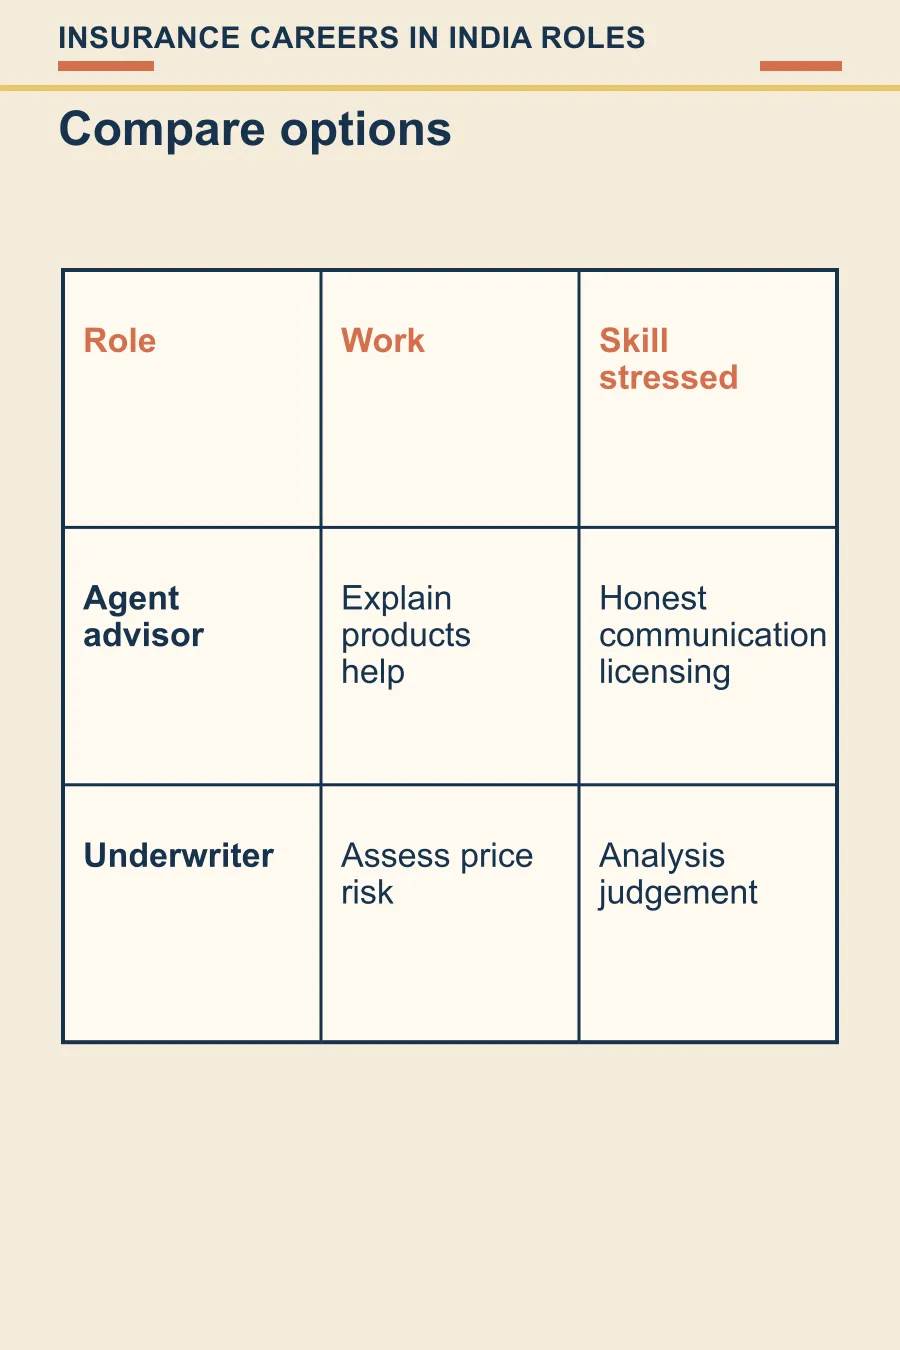 INSURANCE CAREERS IN INDIA ROLES
Compare options
Role
Work
Skill
stressed
Agent
advisor
Explain
products
help
Honest
communication
licensing
Underwriter
Assess price
risk
Analysis
judgement